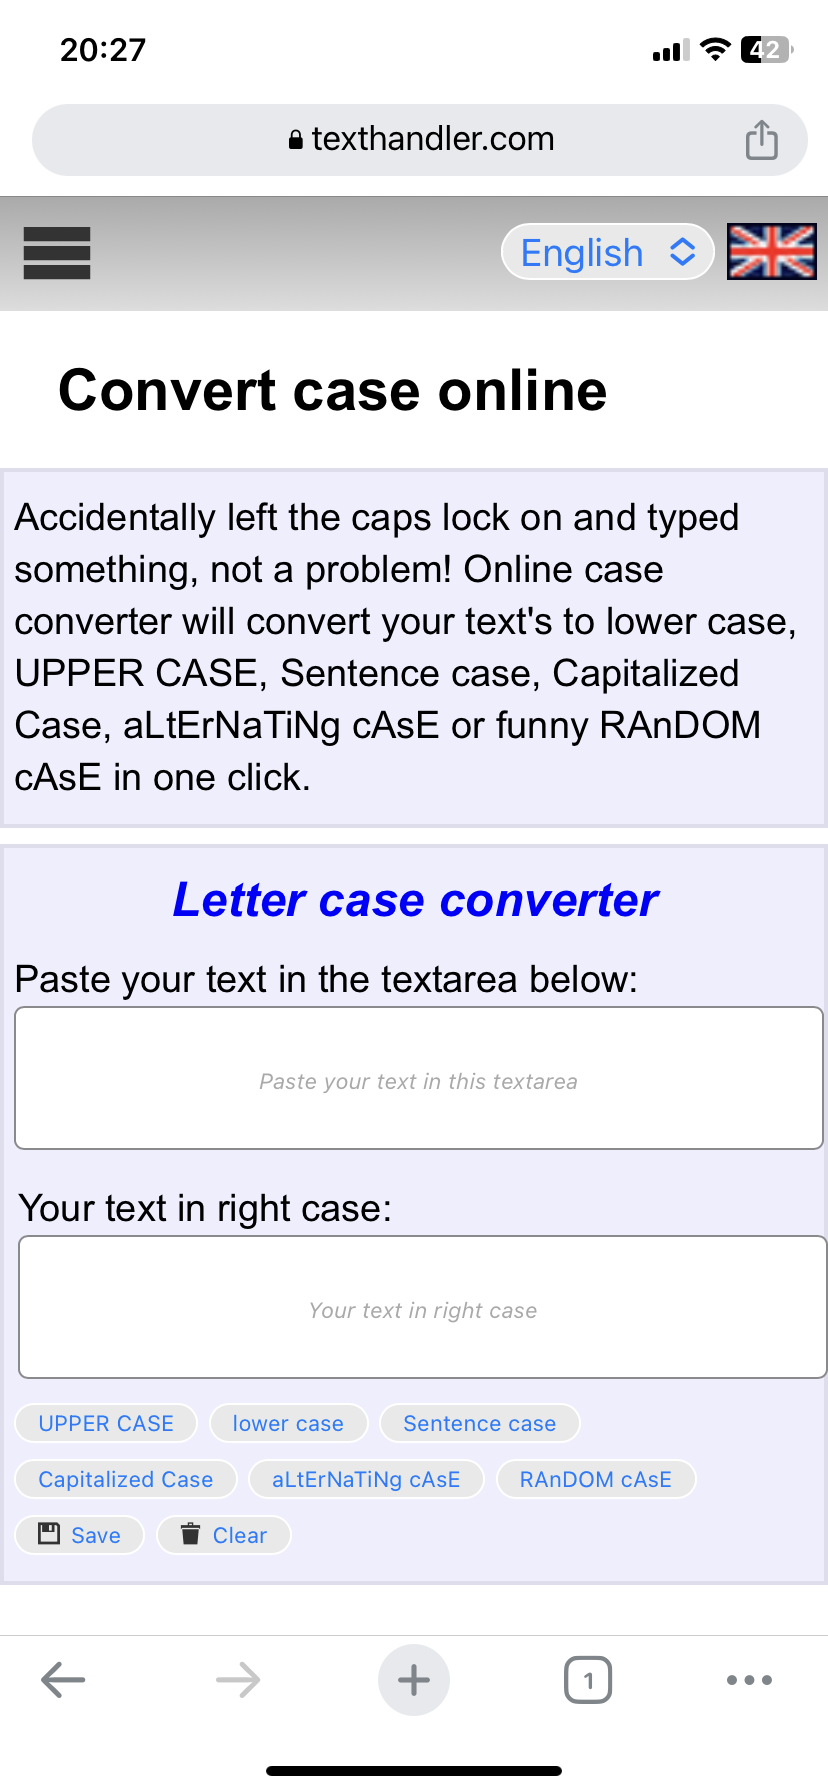 20:27
42
texthandler.com
English
Convert case online
Accidentally left the caps lock on and typed
something, not a problem! Online case
converter will convert your text's to lower case,
UPPER CASE, Sentence case, Capitalized
Case, aLtErNaTiNg cAsE or funny RAnDOM
cAsE in one click.
Letter case converter
Paste your text in the textarea below:
Paste your text in this textarea
Your text in right case:
Your text in right case
UPPER CASE lower case Sentence case
Capitalized Case aLtErNaTiNg cAsE RAnDOM cAsE
Save Clear
1